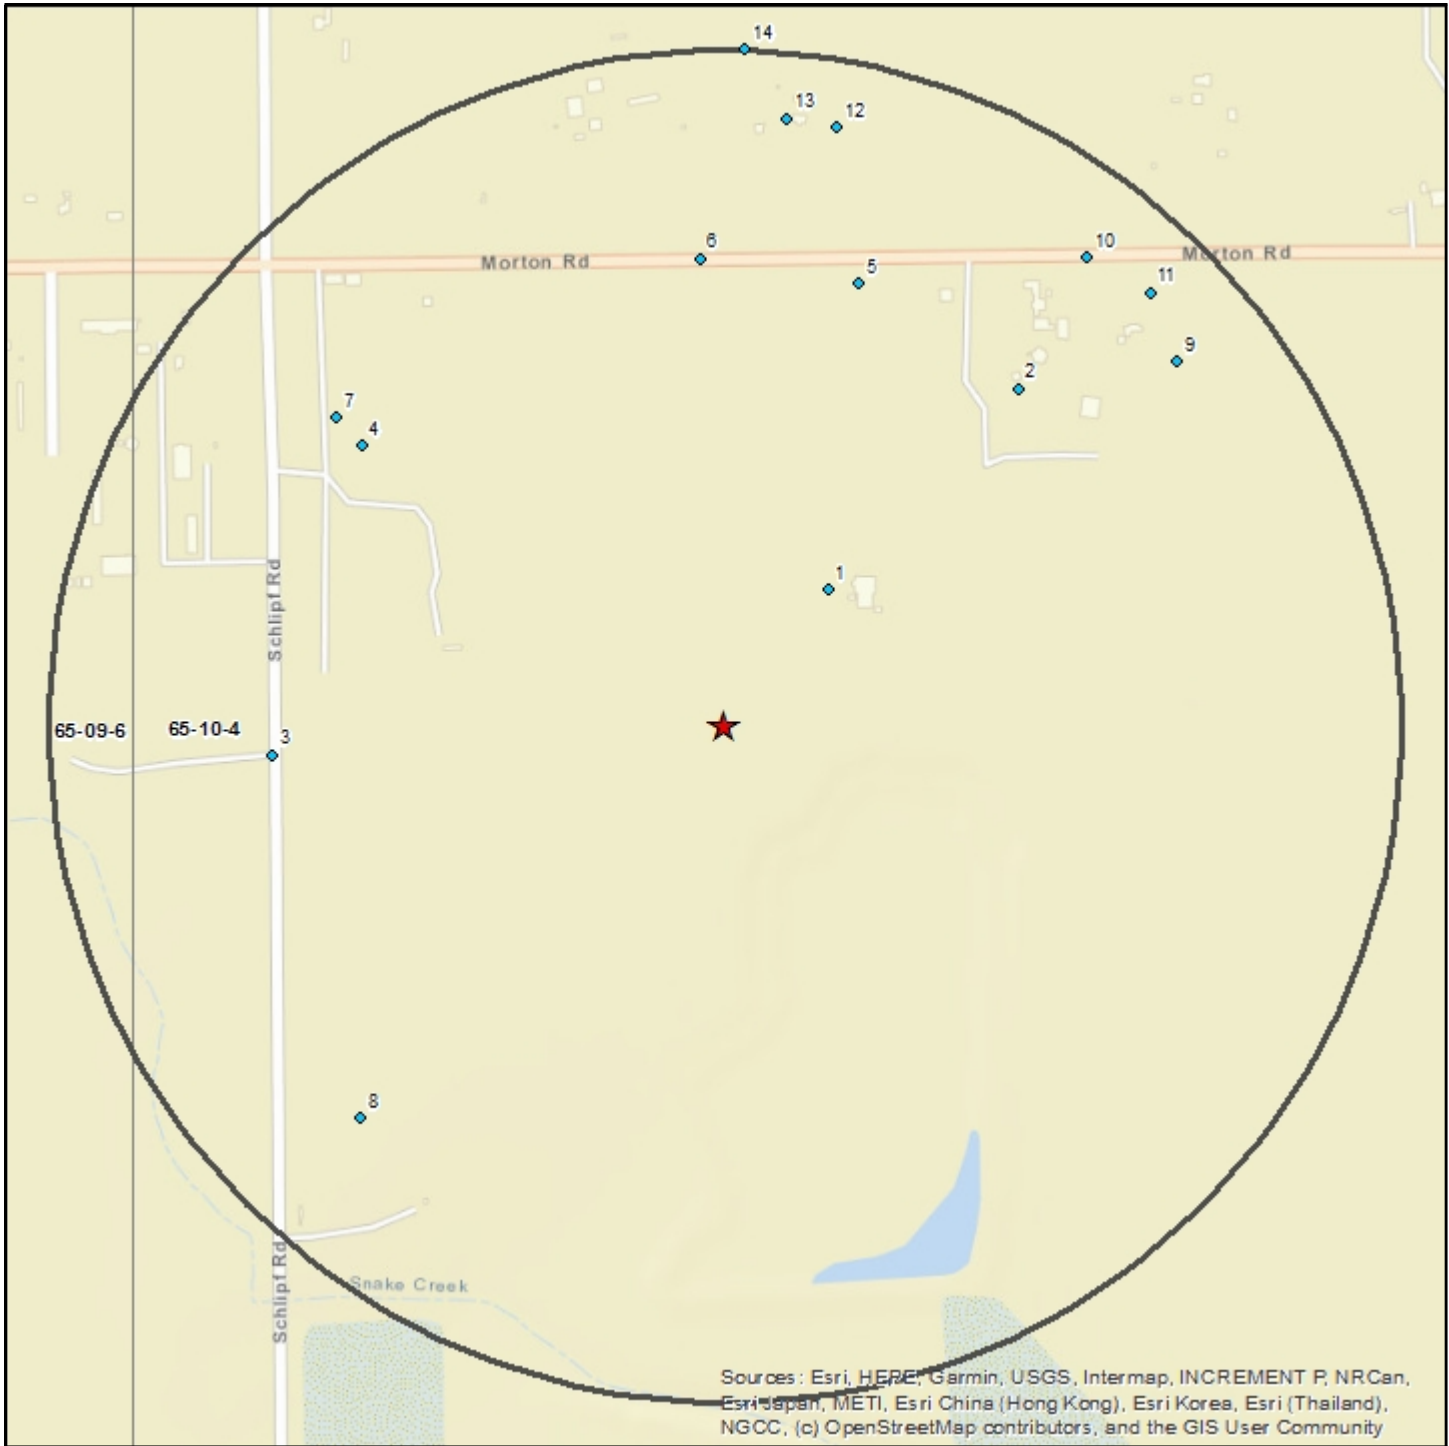 14
13
12
6
Morton Rd
10
Morton Rd
5
11
9
2
7
4
1
Schlipf Rd
65-09-6
65-10-4
3
8
Schlipf Rd
Snake Creek
Sources: Esri, HERE, Garmin, USGS, Intermap, INCREMENT P, NRCan,
Esri Japan, METI, Esri China (Hong Kong), Esri Korea, Esri (Thailand),
NGCC, (c) OpenStreetMap contributors, and the GIS User Community